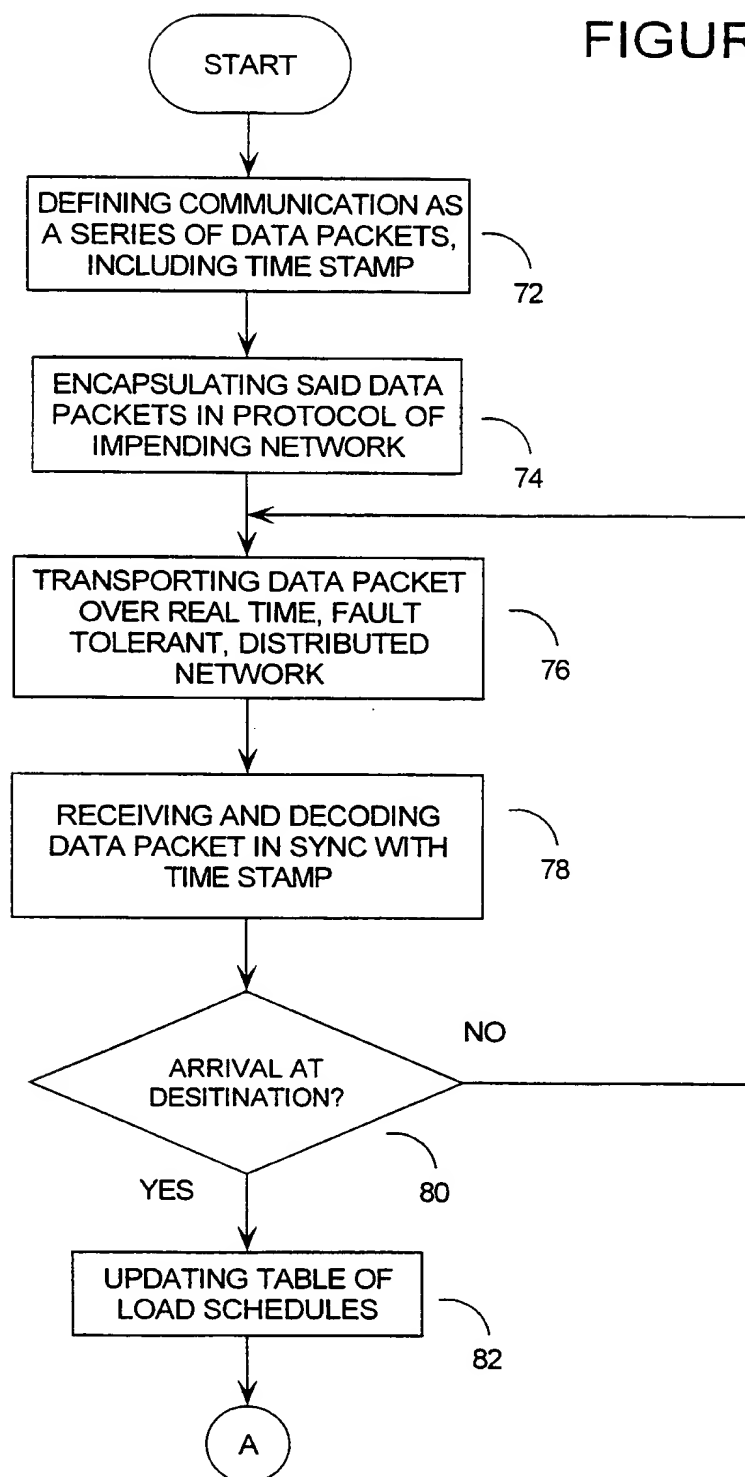 FIGUR
START
DEFINING COMMUNICATION AS
A SERIES OF DATA PACKETS,
INCLUDING TIME STAMP
72
ENCAPSULATING SAID DATA
PACKETS IN PROTOCOL OF
IMPENDING NETWORK
74
TRANSPORTING DATA PACKET
OVER REAL TIME, FAULT
TOLERANT, DISTRIBUTED
NETWORK
76
RECEIVING AND DECODING
DATA PACKET IN SYNC WITH
TIME STAMP
78
NO
ARRIVAL AT
DESITINATION?
80
YES
UPDATING TABLE OF
LOAD SCHEDULES
82
A